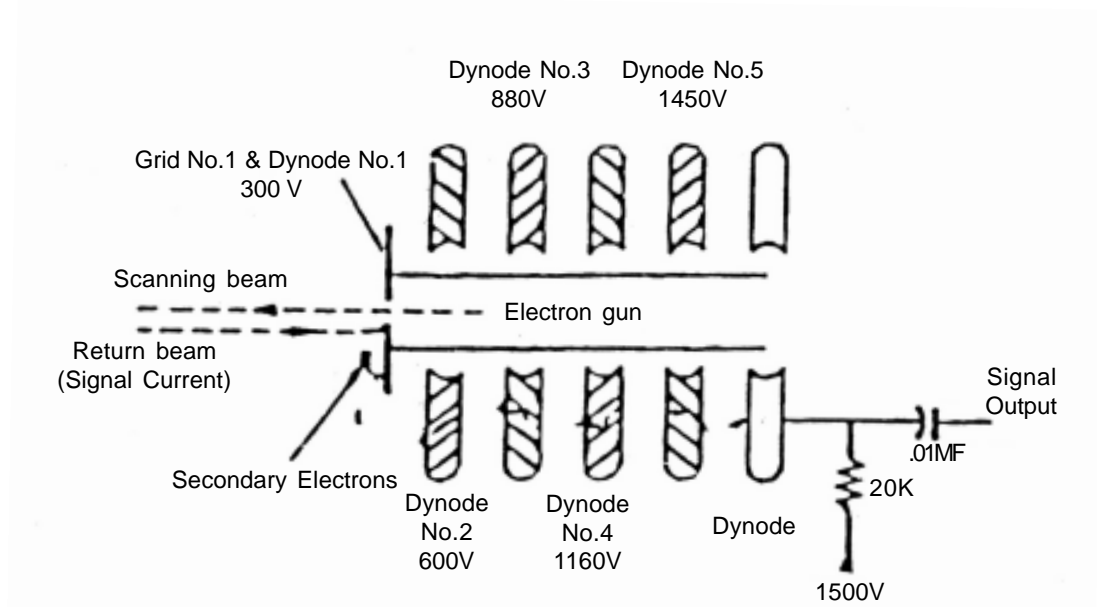 Dynode No.3
880V
Dynode No.5
1450V
Grid No.1 & Dynode No.1
300 V
Scanning beam
Electron gun
Return beam
(Signal Current)
Signal
Output
.01MF
Secondary Electrons
20K
Dynode
No.2
600V
Dynode
No.4
1160V
Dynode
1500V